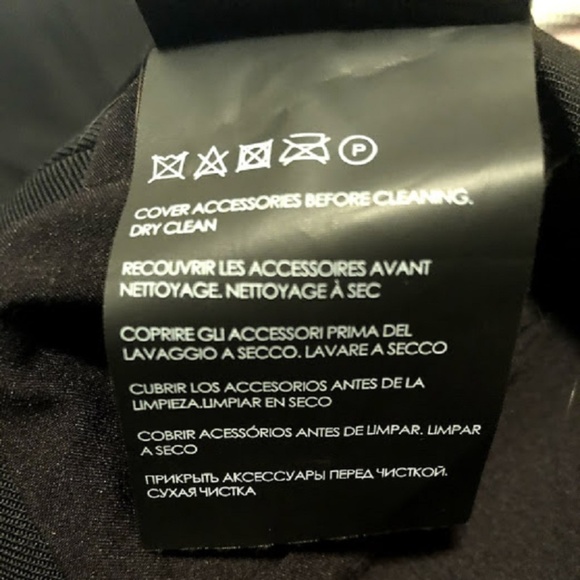 P
COVER ACCESSORIES BEFORE CLEANING.
DRY CLEAN
RECOUVRIR LES ACCESSOIRES AVANT
NETTOYAGE. NETTOYAGE À SEC
COPRIRE GLI ACCESSORI PRIMA DEL
LAVAGGIO A SECCO. LAVARE A SECCO
CUBRIR LOS ACCESORIOS ANTES DE LA
LIMPIEZA.LIMPIAR EN SECO
COBRIR ACESSÓRIOS ANTES DE LIMPAR. LIMPAR
A SECO
ПРИКРЫТЬ АКСЕССУАРЫ ПЕРЕД ЧИСТКОЙ.
СУХАЯ ЧИСТКА